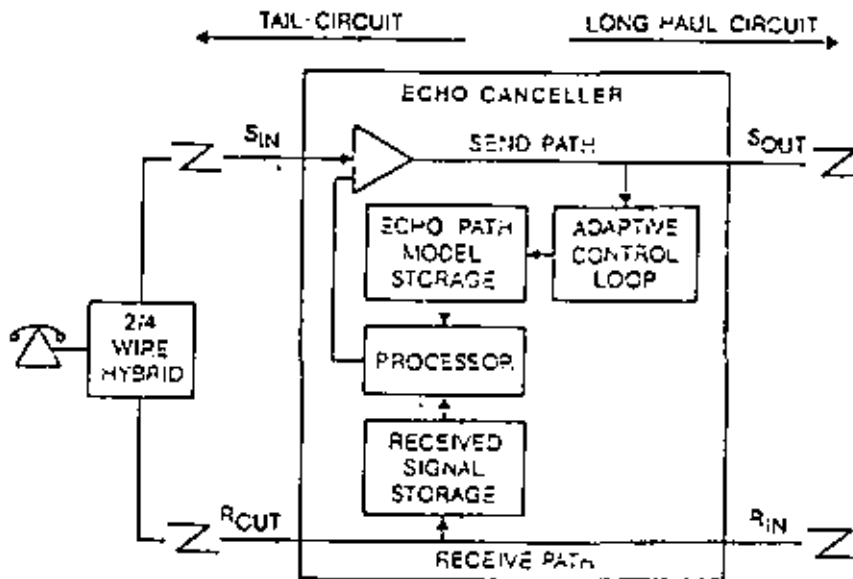 TAIL-CIRCUIT
LONG HAUL CIRCUIT
ECHO CANCELLER
SIN
SEND PATH
SOUT
ECHO PATH
MODEL
STORAGE
ADAPTIVE
CONTROL
LOOP
2/4
WIRE
HYBRID
PROCESSOR
RECEIVED
SIGNAL
STORAGE
ROUT
RIN
RECEIVE PATH